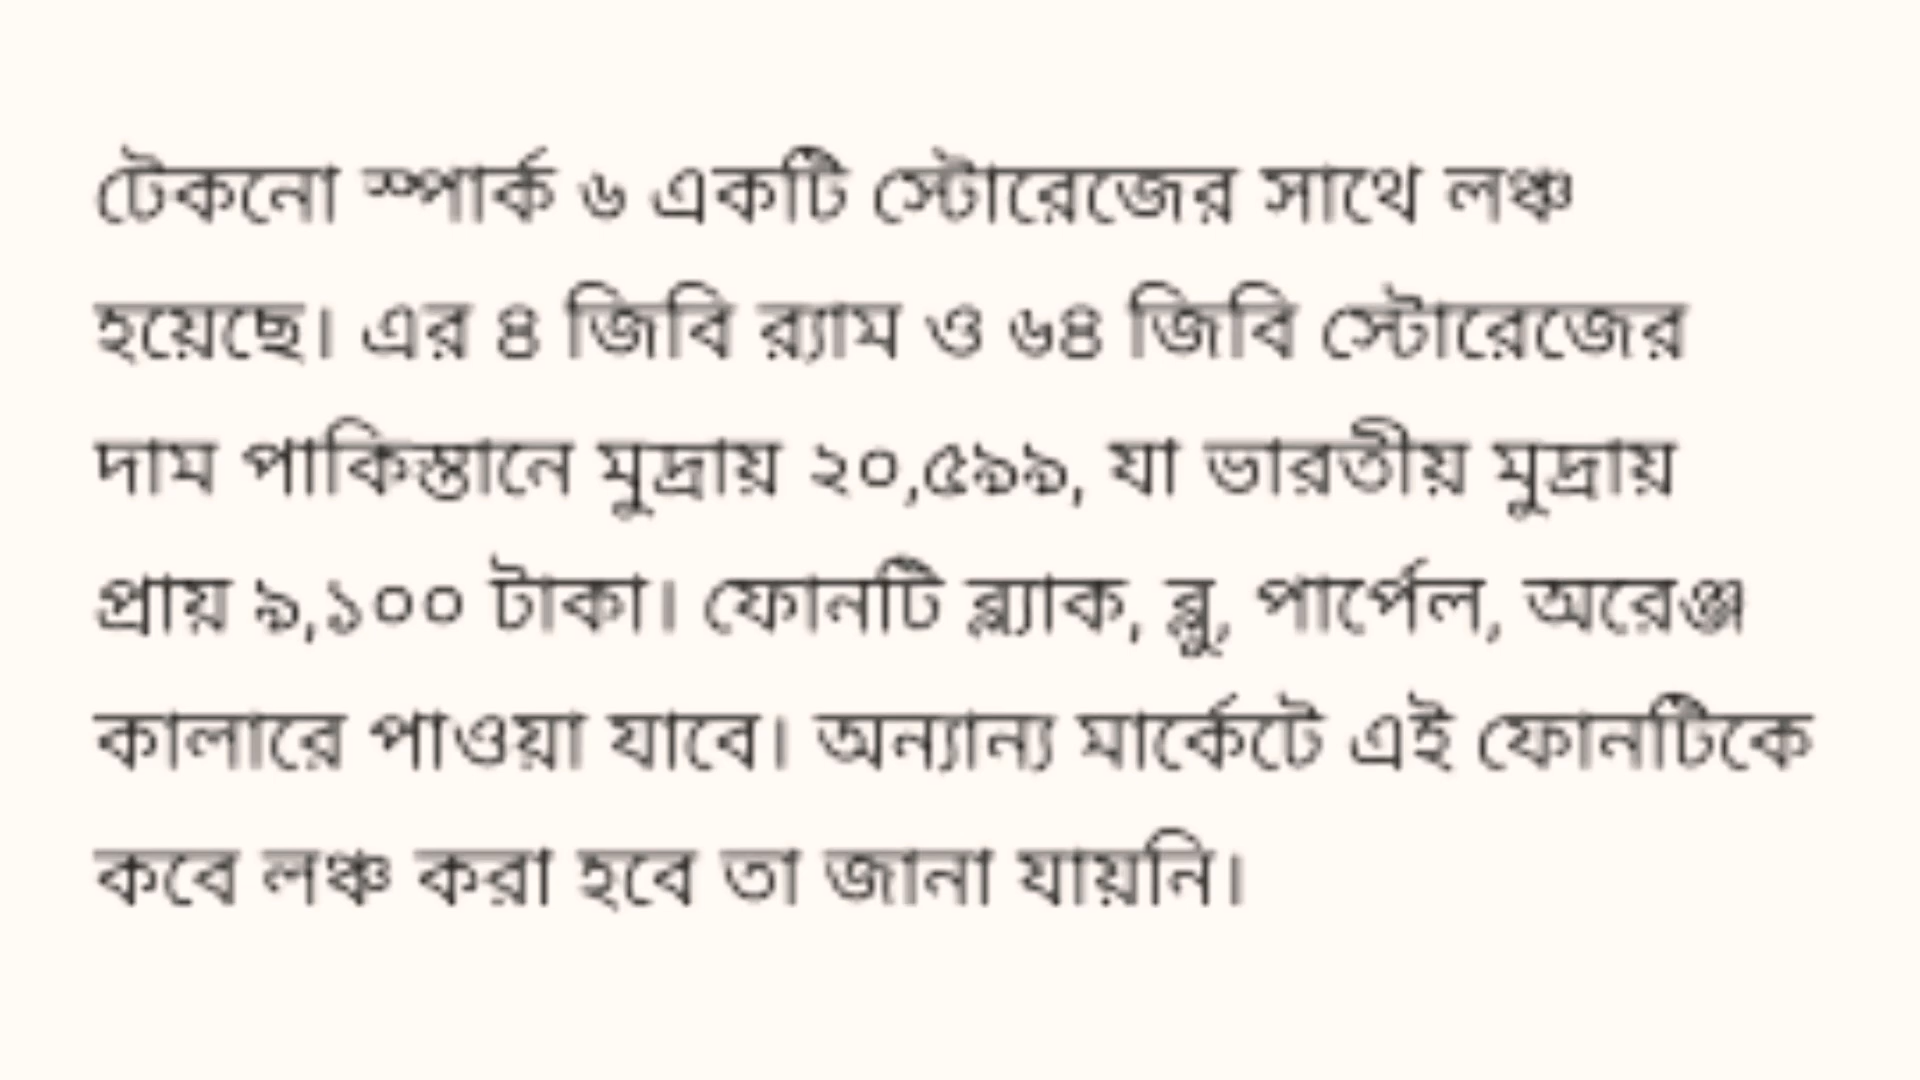 টেকনো স্পার্ক ৬ একটি স্টোরেজের সাথে লঞ্চ
হয়েছে। এর ৪ জিবি র‍্যাম ও ৬৪ জিবি স্টোরেজের
দাম পাকিস্তানে মুদ্রায় ২০,৫৯৯, যা ভারতীয় মুদ্রায়
প্রায় ৯,১০০ টাকা। ফোনটি ব্ল্যাক, ব্লু, পার্পেল, অরেঞ্জ
কালারে পাওয়া যাবে। অন্যান্য মার্কেটে এই ফোনটিকে
কবে লঞ্চ করা হবে তা জানা যায়নি।